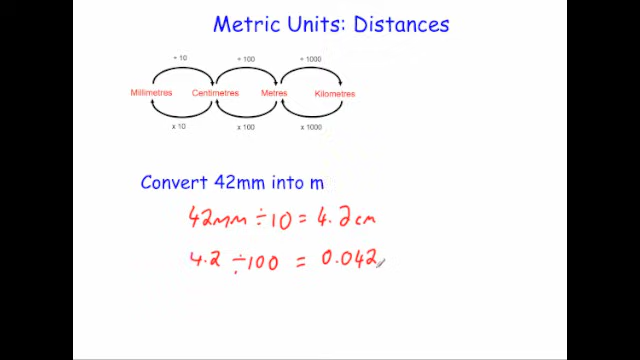 Metric Units: Distances
÷ 10 ÷ 100 ÷ 1000
Millimetres Centimetres Metres Kilometres
x 10 x 100 x 1000
Convert 42mm into m
42mm ÷ 10 = 4.2cm
4.2 ÷ 100 = 0.042